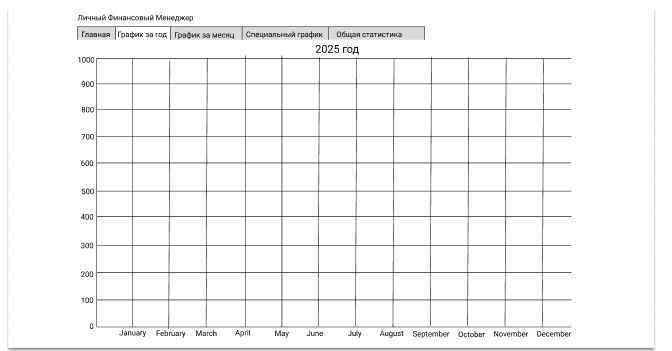 Личный Финансовый Менеджер
Главная График за год График за месяц Специальный график Общая статистика
2025 год
1000
900
800
700
600
500
400
300
200
100
0
January February March April May June July August September October November December